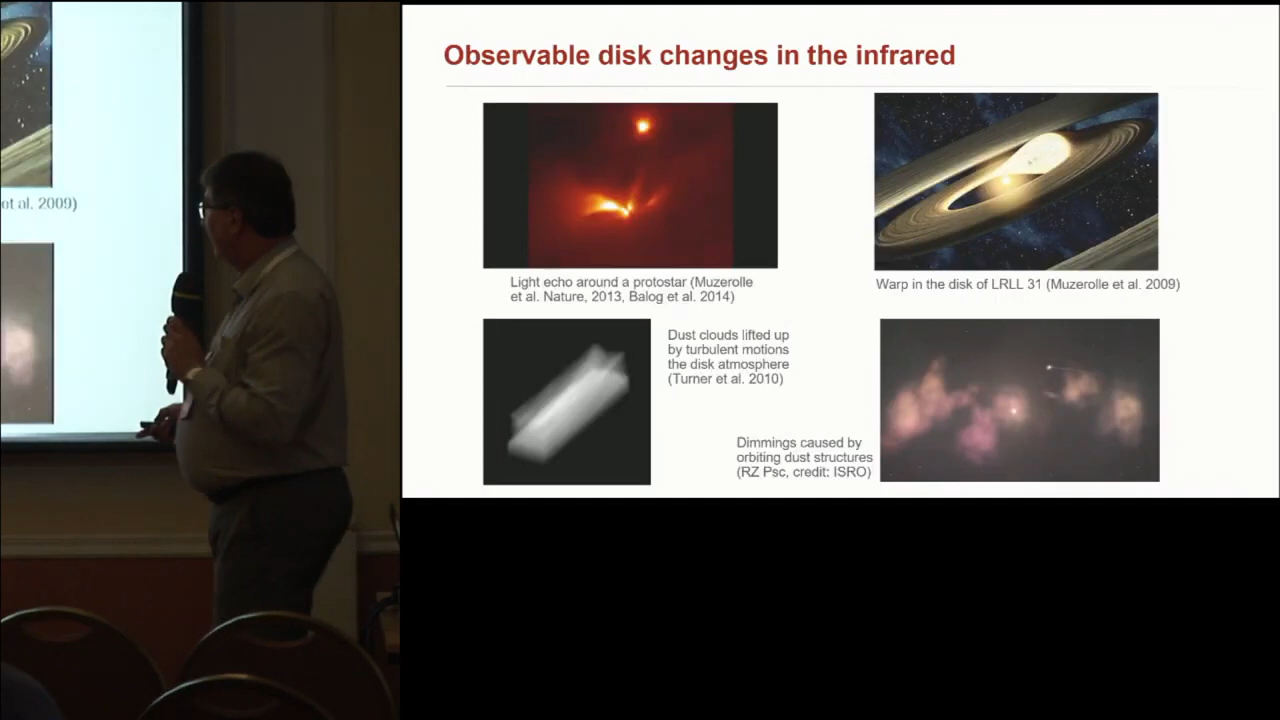 et al. 2009)
Observable disk changes in the infrared
Light echo around a protostar (Muzerolle
et al. Nature, 2013, Balog et al. 2014)
Warp in the disk of LRLL 31 (Muzerolle et al. 2009)
Dust clouds lifted up
by turbulent motions
the disk atmosphere
(Turner et al. 2010)
Dimmings caused by
orbiting dust structures
(RZ Psc, credit: ISRO)